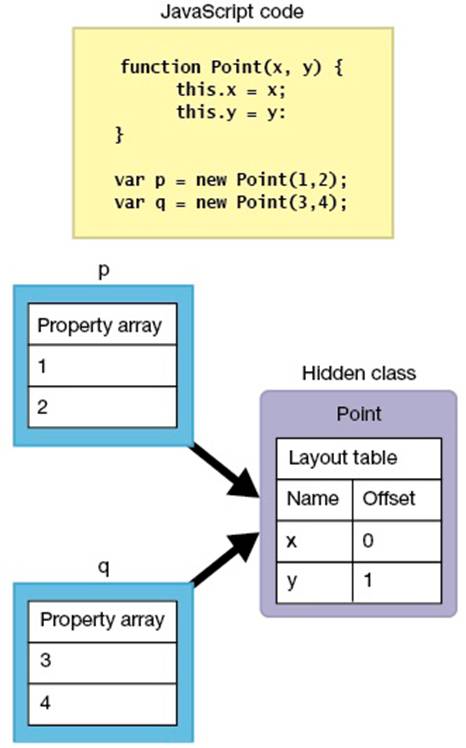 JavaScript code
function Point(x, y) {
this.x = x;
this.y = y:
}
var p = new Point(1,2);
var q = new Point(3,4);
p
Property array
1
2
Hidden class
Point
Layout table
Name Offset
x 0
y 1
q
Property array
3
4